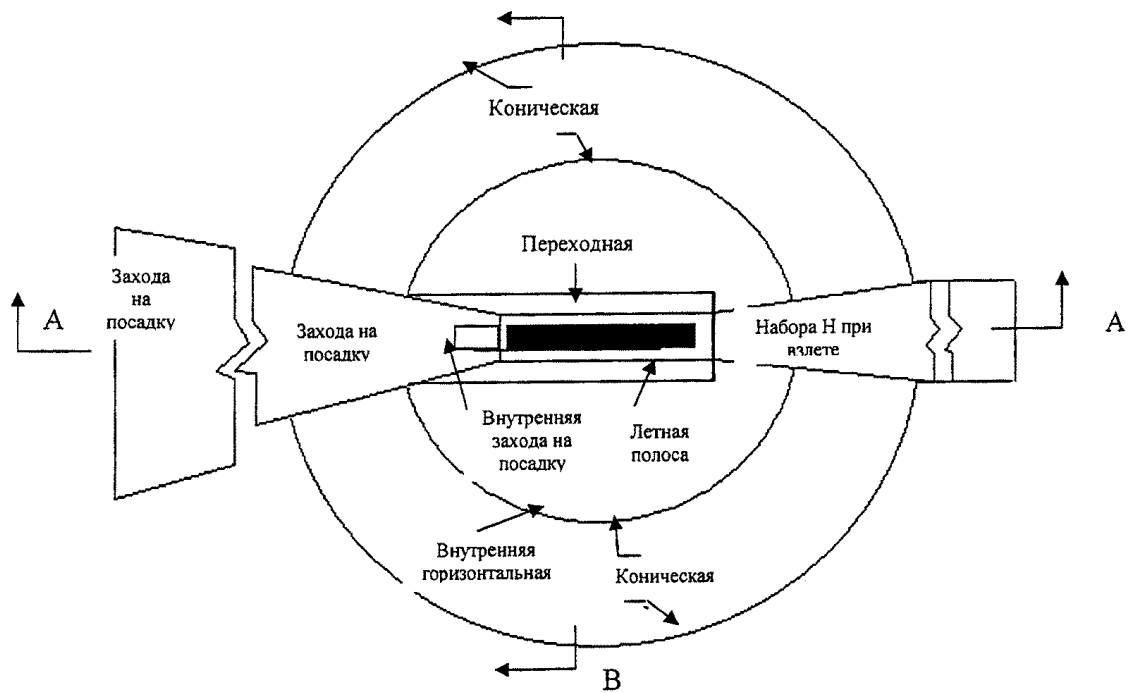 Коническая
Переходная
Захода
на
посадку
А
Захода на
посадку
Набора Н при
взлете
А
Внутренняя
захода на
посадку
Летная
полоса
Внутренняя
горизонтальная
Коническая
В